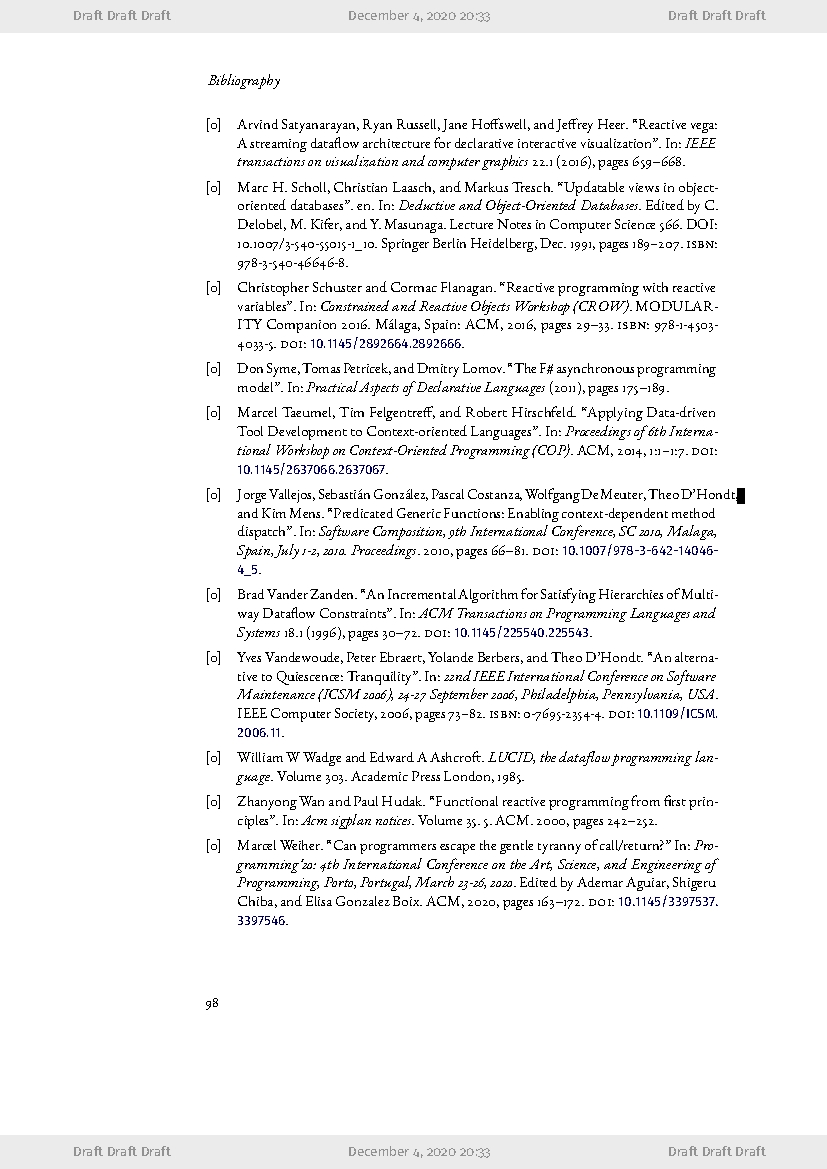 Draft Draft Draft December 4, 2020 20:33 Draft Draft Draft
Bibliography
[0] Arvind Satyanarayan, Ryan Russell, Jane Hoffswell, and Jeffrey Heer. “Reactive vega:
A streaming dataflow architecture for declarative interactive visualization”. In: IEEE
transactions on visualization and computer graphics 22.1 (2016), pages 659–668.
[0] Marc H. Scholl, Christian Laasch, and Markus Tresch. “Updatable views in object-
oriented databases”. en. In: Deductive and Object-Oriented Databases. Edited by C.
Delobel, M. Kifer, and Y. Masunaga. Lecture Notes in Computer Science 566. DOI:
10.1007/3-540-55015-1_10. Springer Berlin Heidelberg, Dec. 1991, pages 189–207. ISBN:
978-3-540-46646-8.
[0] Christopher Schuster and Cormac Flanagan. “Reactive programming with reactive
variables”. In: Constrained and Reactive Objects Workshop (CROW). MODULAR-
ITY Companion 2016. Málaga, Spain: ACM, 2016, pages 29–33. ISBN: 978-1-4503-
4033-5. DOI: 10.1145/2892664.2892666.
[0] Don Syme, Tomas Petricek, and Dmitry Lomov. “The F# asynchronous programming
model”. In: Practical Aspects of Declarative Languages (2011), pages 175–189.
[0] Marcel Taeumel, Tim Felgentreff, and Robert Hirschfeld. “Applying Data-driven
Tool Development to Context-oriented Languages”. In: Proceedings of 6th Interna-
tional Workshop on Context-Oriented Programming (COP). ACM, 2014, 1:1–1:7. DOI:
10.1145/2637066.2637067.
[0] Jorge Vallejos, Sebastián González, Pascal Costanza, Wolfgang De Meuter, Theo D’Hondt,
and Kim Mens. “Predicated Generic Functions: Enabling context-dependent method
dispatch”. In: Software Composition, 9th International Conference, SC 2010, Malaga,
Spain, July 1-2, 2010. Proceedings. 2010, pages 66–81. DOI: 10.1007/978-3-642-14046-
4_5.
[0] Brad Vander Zanden. “An Incremental Algorithm for Satisfying Hierarchies of Multi-
way Dataflow Constraints”. In: ACM Transactions on Programming Languages and
Systems 18.1 (1996), pages 30–72. DOI: 10.1145/225540.225543.
[0] Yves Vandewoude, Peter Ebraert, Yolande Berbers, and Theo D’Hondt. “An alterna-
tive to Quiescence: Tranquility”. In: 22nd IEEE International Conference on Software
Maintenance (ICSM 2006), 24-27 September 2006, Philadelphia, Pennsylvania, USA.
IEEE Computer Society, 2006, pages 73–82. ISBN: 0-7695-2354-4. DOI: 10.1109/ICSM.
2006.11.
[0] William W Wadge and Edward A Ashcroft. LUCID, the dataflow programming lan-
guage. Volume 303. Academic Press London, 1985.
[0] Zhanyong Wan and Paul Hudak. “Functional reactive programming from first prin-
ciples”. In: Acm sigplan notices. Volume 35. 5. ACM. 2000, pages 242–252.
[0] Marcel Weiher. “Can programmers escape the gentle tyranny of call/return?” In: Pro-
gramming’20: 4th International Conference on the Art, Science, and Engineering of
Programming, Porto, Portugal, March 23-26, 2020. Edited by Ademar Aguiar, Shigeru
Chiba, and Elisa Gonzalez Boix. ACM, 2020, pages 163–172. DOI: 10.1145/3397537.
3397546.
98
Draft Draft Draft December 4, 2020 20:33 Draft Draft Draft